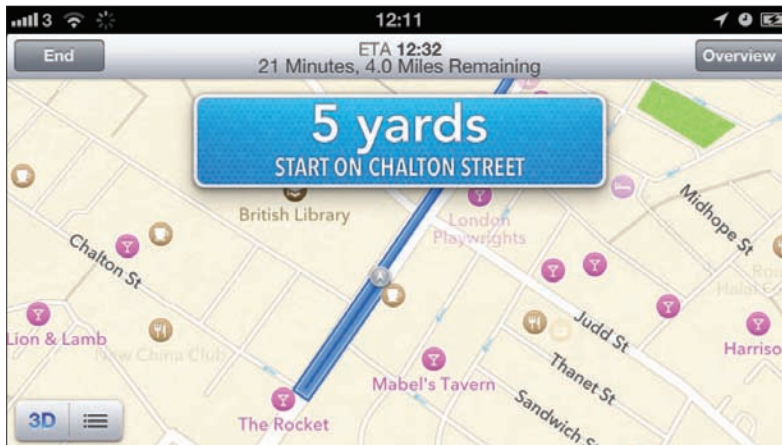 3
12:11
End
ETA 12:32
21 Minutes, 4.0 Miles Remaining
Overview
5 yards
START ON CHALTON STREET
British Library
London
Playwrights
Midhope St
Chalton St
Lion & Lamb
New China Club
Judd St
Harriso
Mabel's Tavern
Thanet St
The Rocket
Sandwich
3D